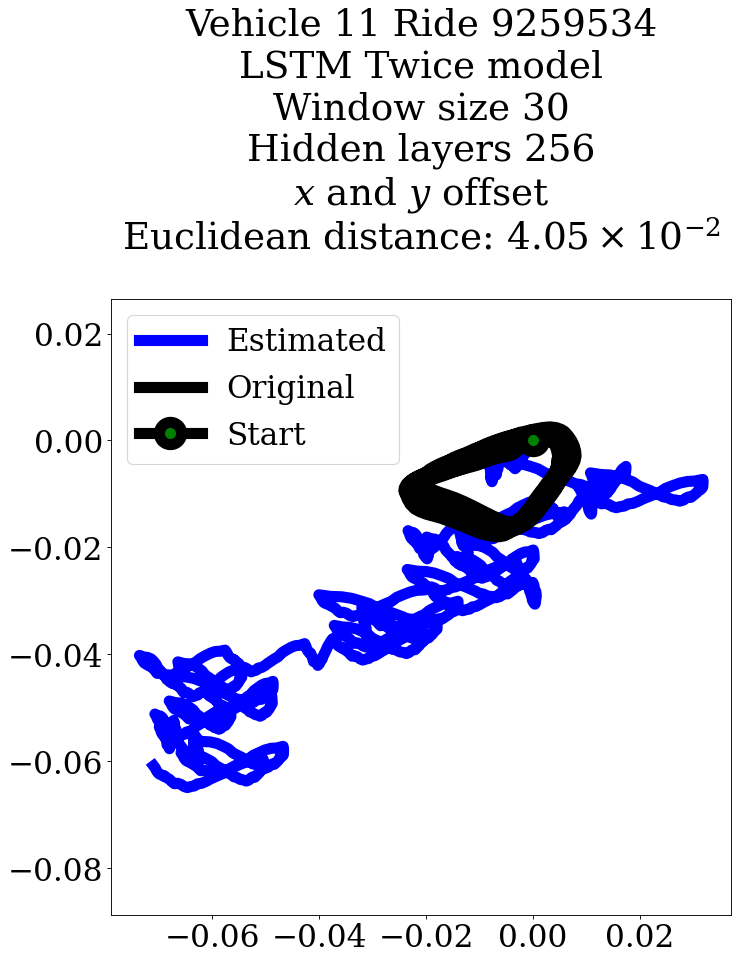 Vehicle 11 Ride 9259534
LSTM Twice model
Window size 30
Hidden layers 256
x and y offset
Euclidean distance: 4.05 × 10⁻²
Estimated
Original
Start
0.02
0.00
−0.02
−0.04
−0.06
−0.08
−0.06 −0.04 −0.02 0.00 0.02